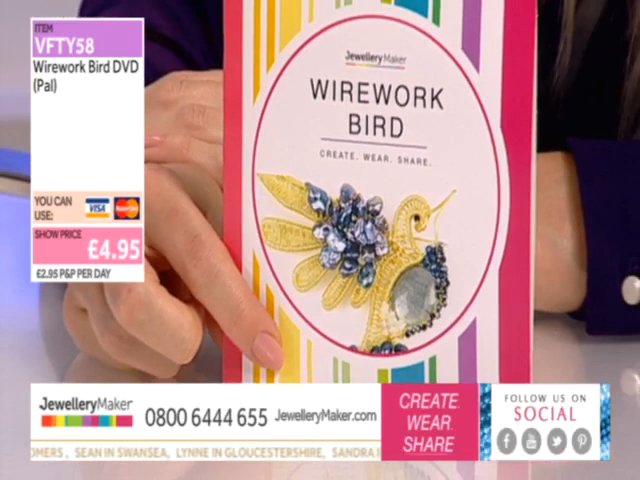 ITEM
VFTY58
Wirework Bird DVD
(Pal)
YOU CAN
USE:
VISA
MasterCard
SHOW PRICE
£4.95
£2.95 P&P PER DAY
JewelleryMaker
WIREWORK
BIRD
CREATE. WEAR. SHARE.
JewelleryMaker
0800 6444 655
JewelleryMaker.com
CREATE.
WEAR.
SHARE
FOLLOW US ON
SOCIAL
OMERS, SEAN IN SWANSEA, LYNNE IN GLOUCESTERSHIRE, SANDRA I